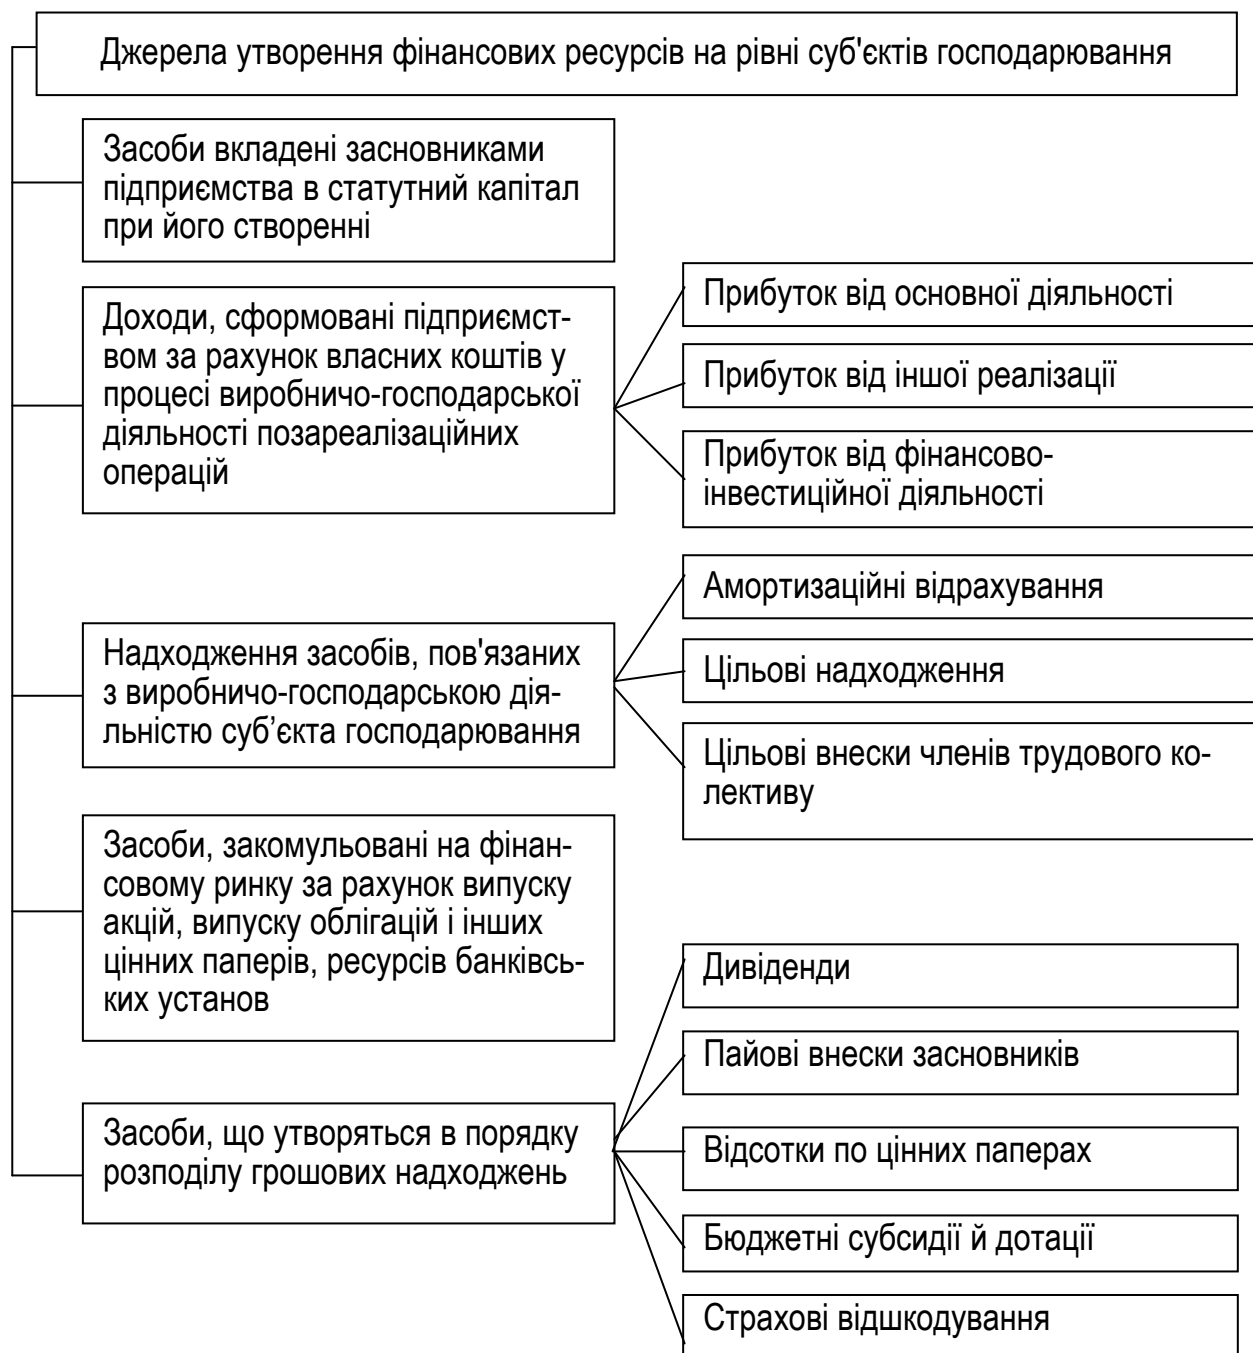 Джерела утворення фінансових ресурсів на рівні суб'єктів господарювання
Засоби вкладені засновниками
підприємства в статутний капітал
при його створенні
Доходи, сформовані підприємст-
вом за рахунок власних коштів у
процесі виробничо-господарської
діяльності позареалізаційних
операцій
Прибуток від основної діяльності
Прибуток від іншої реалізації
Прибуток від фінансово-
інвестиційної діяльності
Надходження засобів, пов'язаних
з виробничо-господарською дія-
льністю суб’єкта господарювання
Амортизаційні відрахування
Цільові надходження
Цільові внески членів трудового ко-
лективу
Засоби, закомульовані на фінан-
совому ринку за рахунок випуску
акцій, випуску облігацій і інших
цінних паперів, ресурсів банківсь-
ких установ
Засоби, що утворяться в порядку
розподілу грошових надходжень
Дивіденди
Пайові внески засновників
Відсотки по цінних паперах
Бюджетні субсидії й дотації
Страхові відшкодування